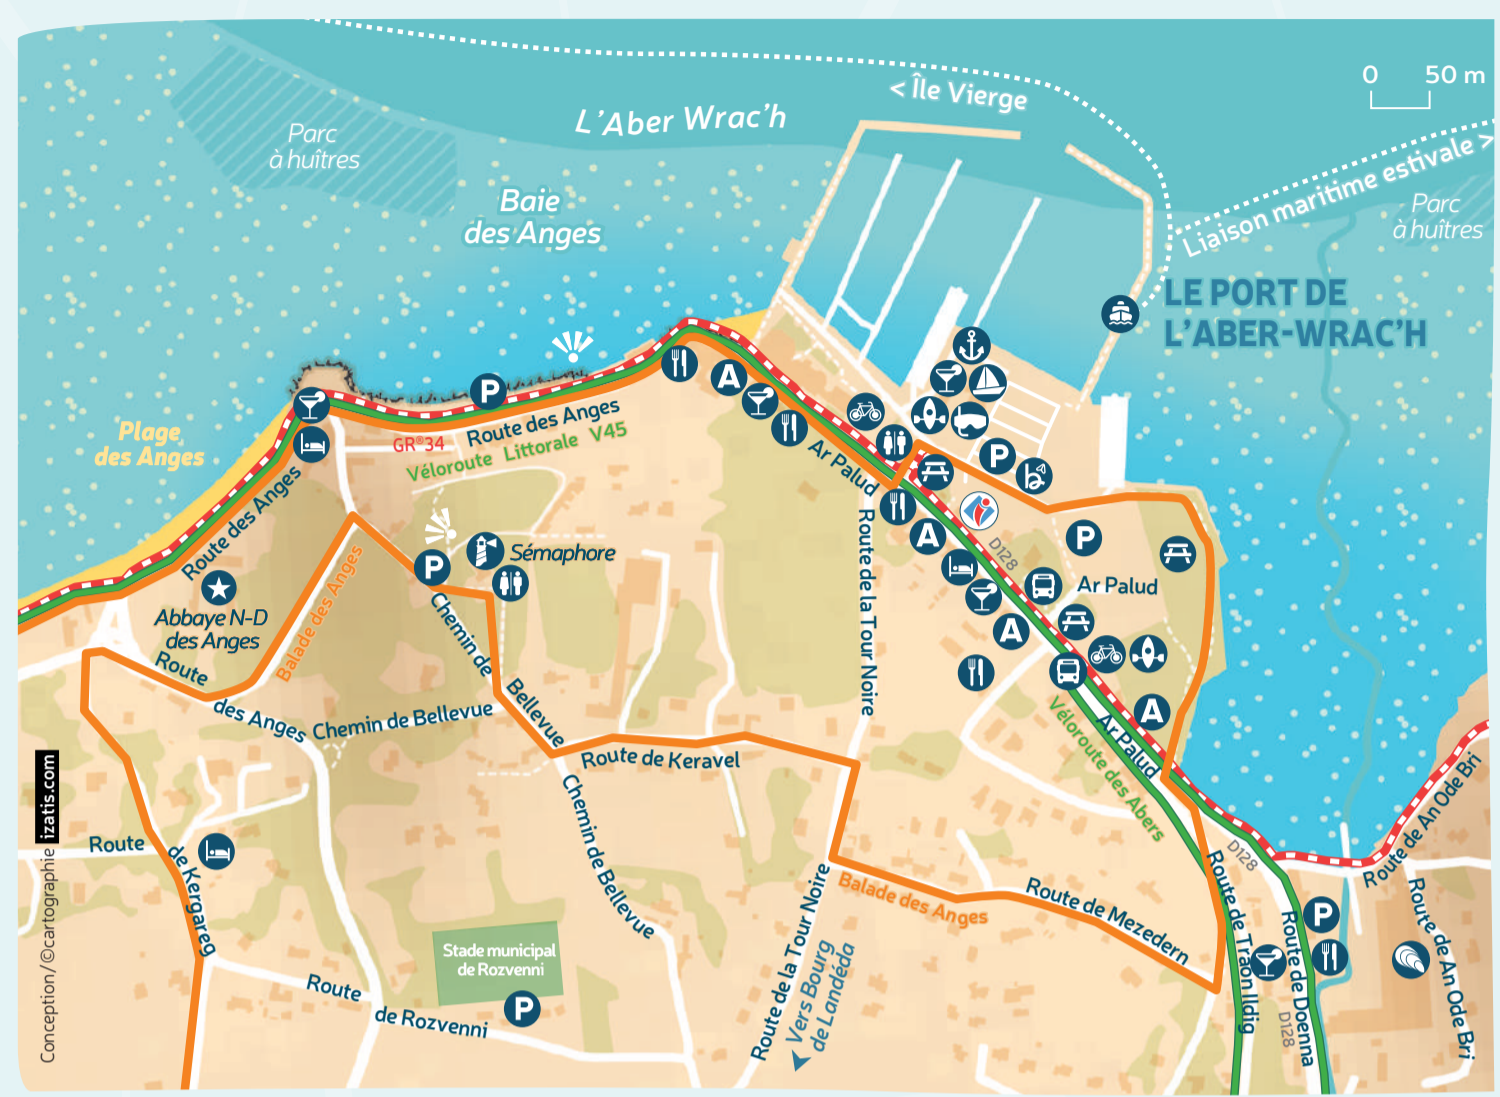 0 50 m
< Île Vierge
L'Aber Wrac'h
Parc
à huîtres
Liaison maritime estivale >
Baie
des Anges
Parc
à huîtres
LE PORT DE
L'ABER-WRAC'H
Plage
des Anges
P
GR®34
Route des Anges
Véloroute Littorale V45
A
Ar Palud
P
Route des Anges
Abbaye N-D
des Anges
Balade des Anges
P
Sémaphore
Chemin de
Bellevue
Route de la Tour Noire
A
D128
P
Ar Palud
A
A
Route
des Anges
Chemin de Bellevue
Route de Keravel
Véloroute des Abers
Ar Palud
izatis.com
Conception/©cartographie
Route
de Kergareg
Chemin de Bellevue
Balade des Anges
Route de Mezedern
D128
Route de An Ode Bri
Route de la Tour Noire
Vers Bourg
de Landéda
Stade municipal
de Rozvenni
P
Route
de Rozvenni
Route de Traon Ildig
Route de Doenna
D128
P
Route de An Ode Bri